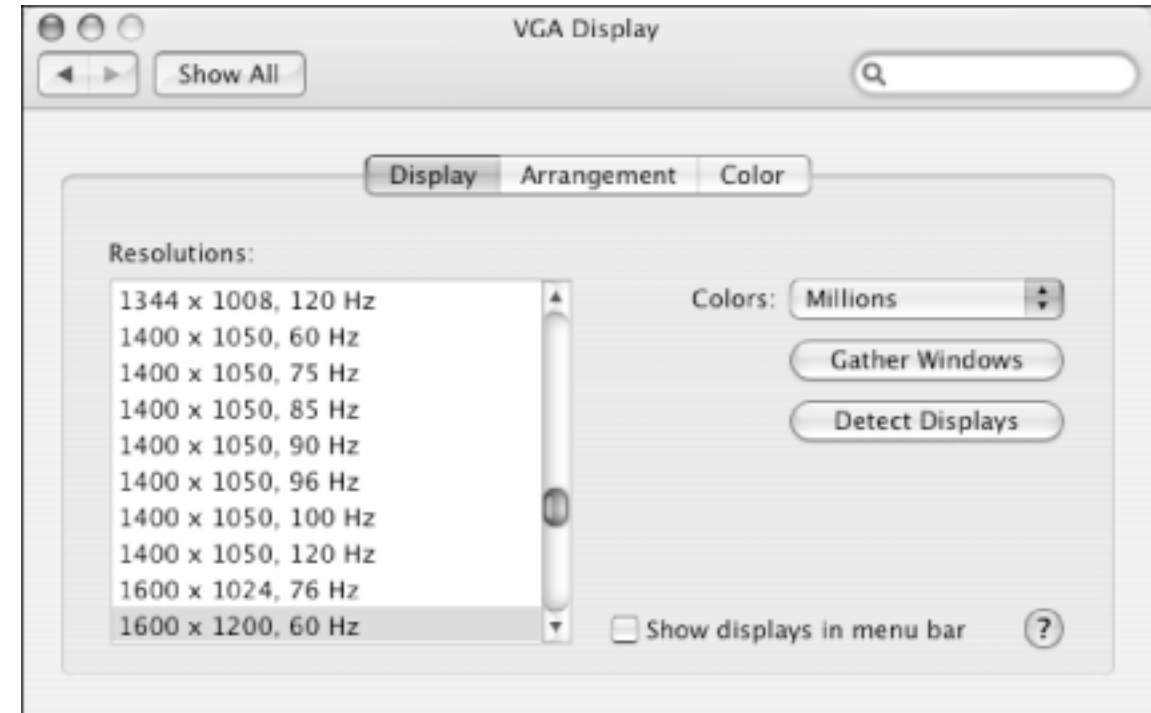 VGA Display
Show All
Display Arrangement Color
Resolutions:
1344 x 1008, 120 Hz
1400 x 1050, 60 Hz
1400 x 1050, 75 Hz
1400 x 1050, 85 Hz
1400 x 1050, 90 Hz
1400 x 1050, 96 Hz
1400 x 1050, 100 Hz
1400 x 1050, 120 Hz
1600 x 1024, 76 Hz
1600 x 1200, 60 Hz
Colors: Millions
Gather Windows
Detect Displays
Show displays in menu bar ?